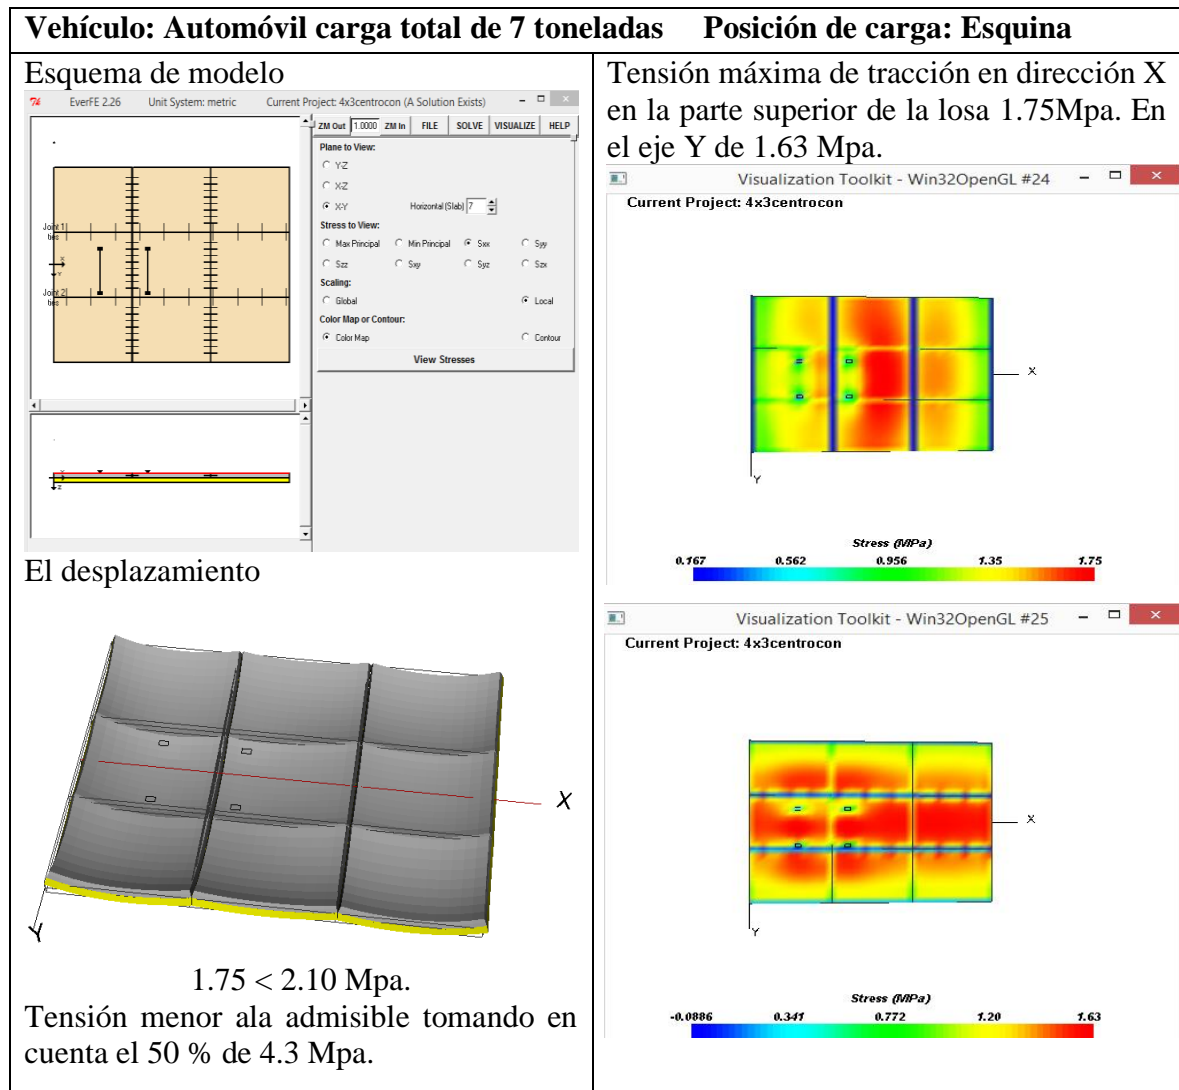 Vehículo: Automóvil carga total de 7 toneladas Posición de carga: Esquina
Esquema de modelo
EverFE 2.26 Unit System: metric Current Project: 4x3centrocon (A Solution Exists)
ZM Out 1.0000 ZM In FILE SOLVE VISUALIZE HELP
Plane to View:
Y-Z
X-Z
X-Y Horizontal (Slab) 7
Stress to View:
Max Principal Min Principal Sxx Syy
Szz Sxy Syz Szx
Scaling:
Global Local
Color Map or Contour:
Color Map Contour
View Stresses
Joint 1
ties
X
Y
Joint 2
ties
X
Z
El desplazamiento
X
Y
1.75 < 2.10 Mpa.
Tensión menor ala admisible tomando en
cuenta el 50 % de 4.3 Mpa.
Tensión máxima de tracción en dirección X
en la parte superior de la losa 1.75Mpa. En
el eje Y de 1.63 Mpa.
Visualization Toolkit - Win32OpenGL #24
Current Project: 4x3centrocon
X
Y
Stress (MPa)
0.167 0.562 0.956 1.35 1.75
Visualization Toolkit - Win32OpenGL #25
Current Project: 4x3centrocon
X
Y
Stress (MPa)
-0.0886 0.341 0.772 1.20 1.63